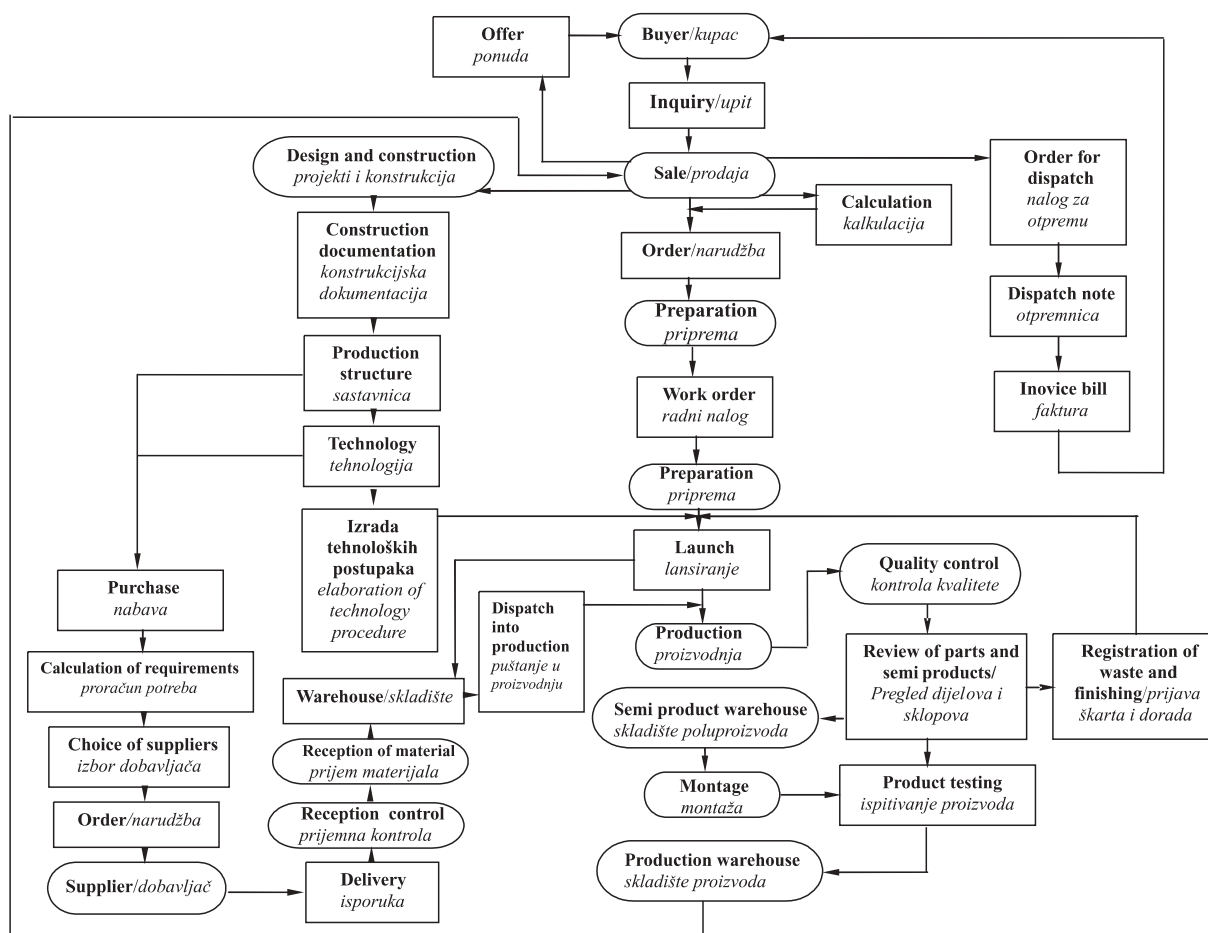 Offer
ponuda
Buyer/kupac
Inquiry/upit
Design and construction
projekti i konstrukcija
Sale/prodaja
Order for
dispatch
nalog za
otpremu
Calculation
kalkulacija
Construction
documentation
konstrukcijska
dokumentacija
Order/narudžba
Dispatch note
otpremnica
Preparation
priprema
Production
structure
sastavnica
Work order
radni nalog
Inovice bill
faktura
Technology
tehnologija
Preparation
priprema
Izrada
tehnoloških
postupaka
elaboration of
technology
procedure
Launch
lansiranje
Quality control
kontrola kvalitete
Purchase
nabava
Dispatch
into
production
puštanje u
proizvodnju
Production
proizvodnja
Review of parts and
semi products/
Pregled dijelova i
sklopova
Registration of
waste and
finishing/prijava
škarta i dorada
Calculation of requirements
proračun potreba
Warehouse/skladište
Semi product warehouse
skladište poluproizvoda
Choice of suppliers
izbor dobavljača
Reception of material
prijem materijala
Montage
montaža
Product testing
ispitivanje proizvoda
Order/narudžba
Reception control
prijemna kontrola
Production warehouse
skladište proizvoda
Supplier/dobavljač
Delivery
isporuka